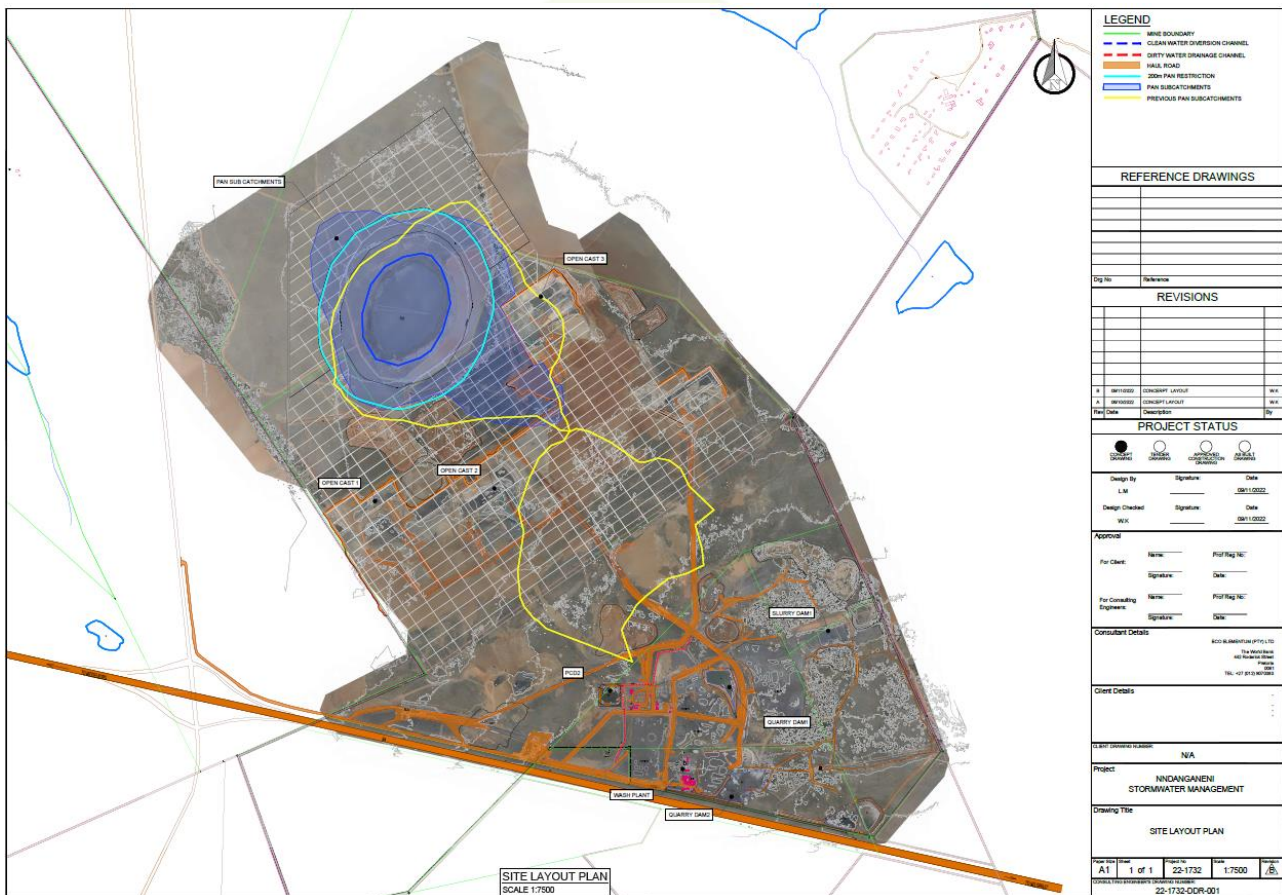 LEGEND
MINE BOUNDARY
CLEAN WATER DIVERSION CHANNEL
DIRTY WATER DRAINAGE CHANNEL
HAUL ROAD
200m PAN RESTRICTION
PAN SUBCATCHMENTS
PREVIOUS PAN SUBCATCHMENTS
N
PAN SUB CATCHMENTS
OPEN CAST 3
OPEN CAST 2
OPEN CAST 1
SLURRY DAM1
PCD2
QUARRY DAM1
WASH PLANT
QUARRY DAM2
SITE LAYOUT PLAN
SCALE 1:7500
REFERENCE DRAWINGS
Drg No Reference
REVISIONS
B 09/11/2022 CONCEPT LAYOUT W.K
A CONCEPT LAYOUT W.K
Rev Date Description By
PROJECT STATUS
CONCEPT DRAWING
TENDER DRAWING
APPROVED CONSTRUCTION DRAWING
AS BUILT DRAWING
Design By Signature: Date
L.M 09/11/2022
Design Checked Signature: Date
W.K 09/11/2022
Approval
For Client: Name: Prof Reg No:
Signature: Date:
For Consulting Engineers: Name: Prof Reg No:
Signature: Date:
Consultant Details
ECO ELEMENTUM (PTY) LTD
Pretoria
Client Details
CLIENT DRAWING NUMBER:
N/A
Project
NNDANGANENI
STORMWATER MANAGEMENT
Drawing Title
SITE LAYOUT PLAN
Paper Size Sheet Project No Scale Revision
A1 1 of 1 22-1732 1:7500 B
CONSULTING ENGINEERS DRAWING NUMBER:
22-1732-DDR-001